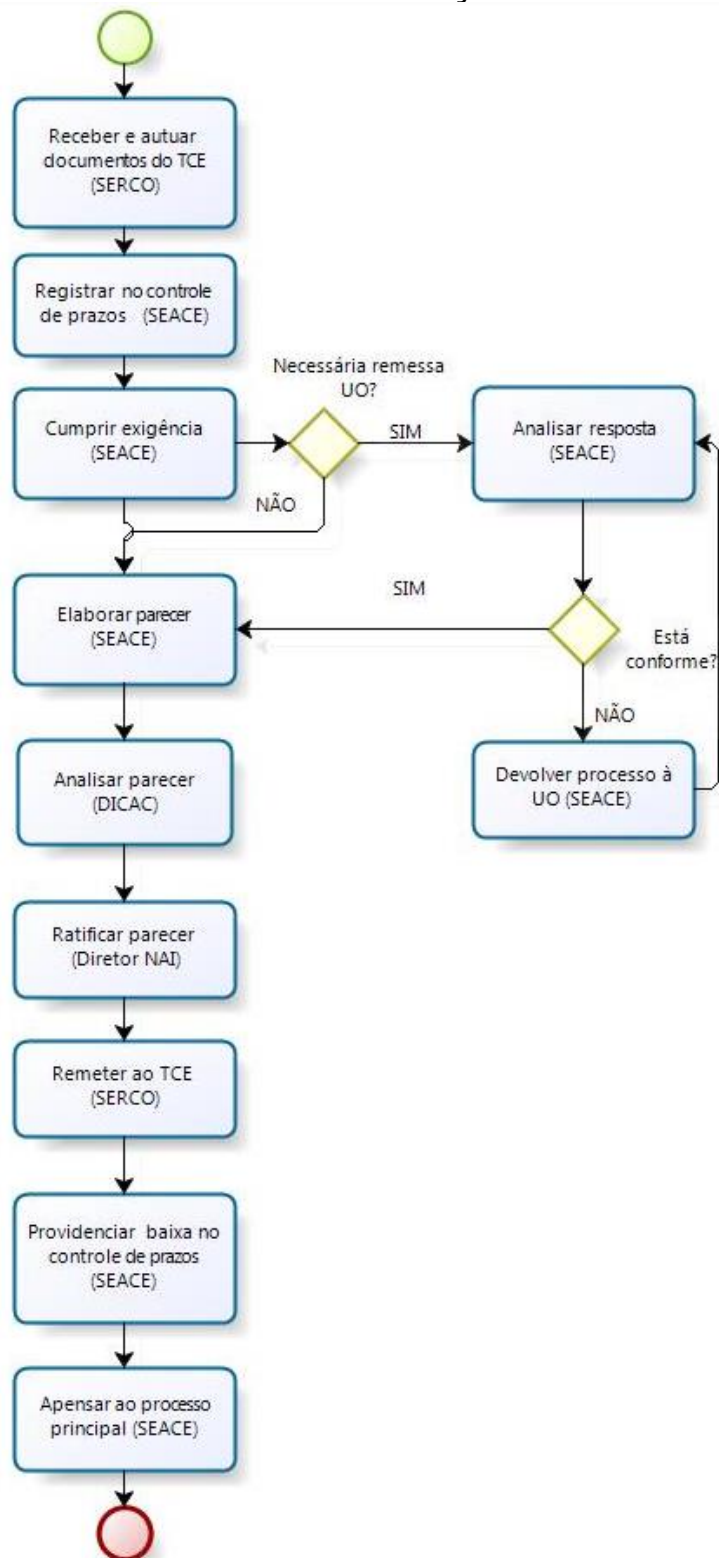 Receber e autuar
documentos do TCE
(SERCO)
Registrar no controle
de prazos (SEACE)
Cumprir exigência
(SEACE)
Necessária remessa
UO?
SIM
NÃO
Analisar resposta
(SEACE)
Está
conforme?
SIM
NÃO
Devolver processo à
UO (SEACE)
Elaborar parecer
(SEACE)
Analisar parecer
(DICAC)
Ratificar parecer
(Diretor NAI)
Remeter ao TCE
(SERCO)
Providenciar baixa no
controle de prazos
(SEACE)
Apensar ao processo
principal (SEACE)